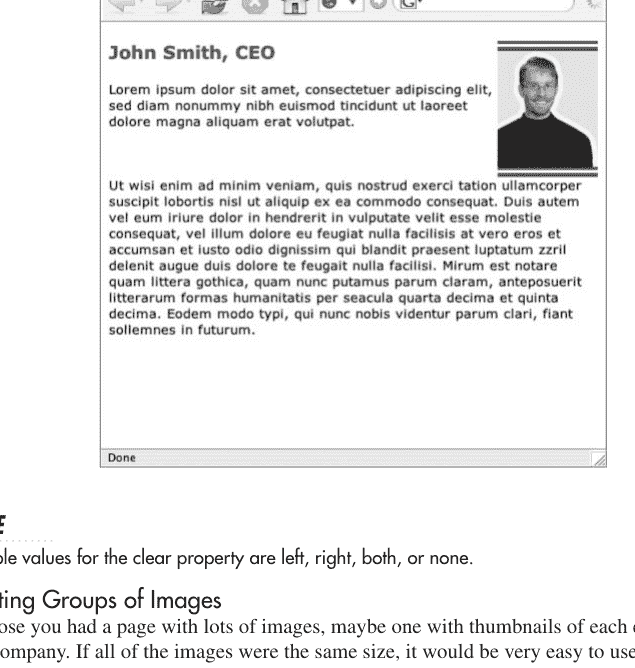 John Smith, CEO
Lorem ipsum dolor sit amet, consectetuer adipiscing elit,
sed diam nonummy nibh euismod tincidunt ut laoreet
dolore magna aliquam erat volutpat.
Ut wisi enim ad minim veniam, quis nostrud exerci tation ullamcorper
suscipit lobortis nisl ut aliquip ex ea commodo consequat. Duis autem
vel eum iriure dolor in hendrerit in vulputate velit esse molestie
consequat, vel illum dolore eu feugiat nulla facilisis at vero eros et
accumsan et iusto odio dignissim qui blandit praesent luptatum zzril
delenit augue duis dolore te feugait nulla facilisi. Mirum est notare
quam littera gothica, quam nunc putamus parum claram, anteposuerit
litterarum formas humanitatis per seacula quarta decima et quinta
decima. Eodem modo typi, qui nunc nobis videntur parum clari, fiant
sollemnes in futurum.
Done
values for the clear property are left, right, both, or none.
Groups of Images
you had a page with lots of images, maybe one with thumbnails of each
If all of the images were the same size, it would be very easy to use